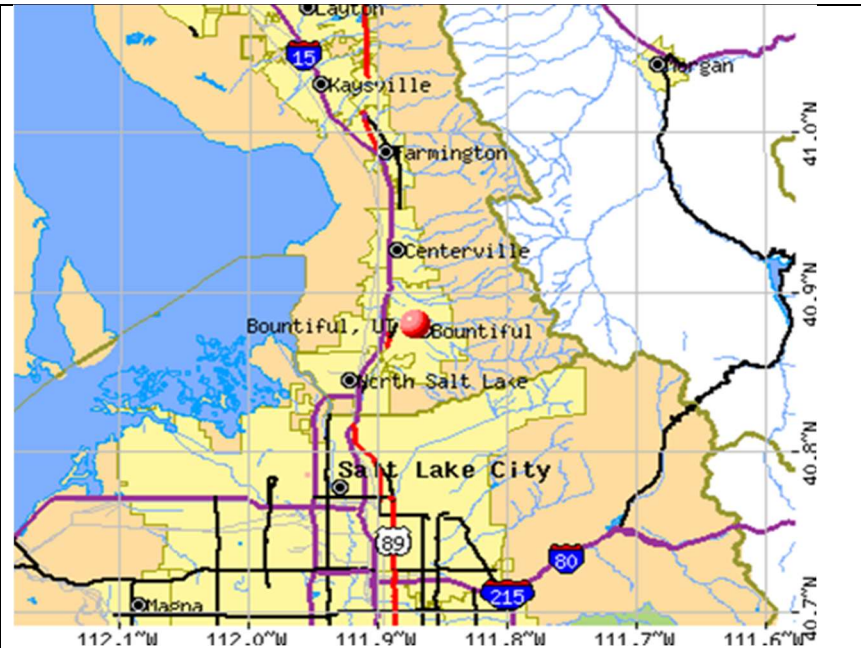 Layton
15
Kaysville
Morgan
Farmington
Centerville
Bountiful, UT
Bountiful
North Salt Lake
Salt Lake City
89
80
215
Magna
112.1~W
112.0~W
111.9~W
111.8~W
111.7~W
111.6~W
41.0~N
40.9~N
40.8~N
40.7~N